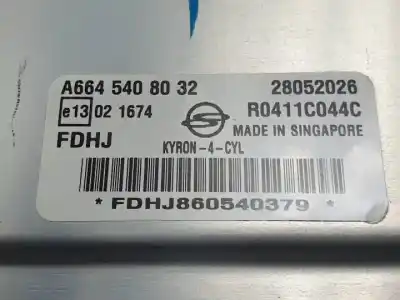 A664 540 80 32 28052026
e13 02 1674 R0411C044C
MADE IN SINGAPORE
FDHJ KYRON-4-CYL
* FDHJ860540379 *